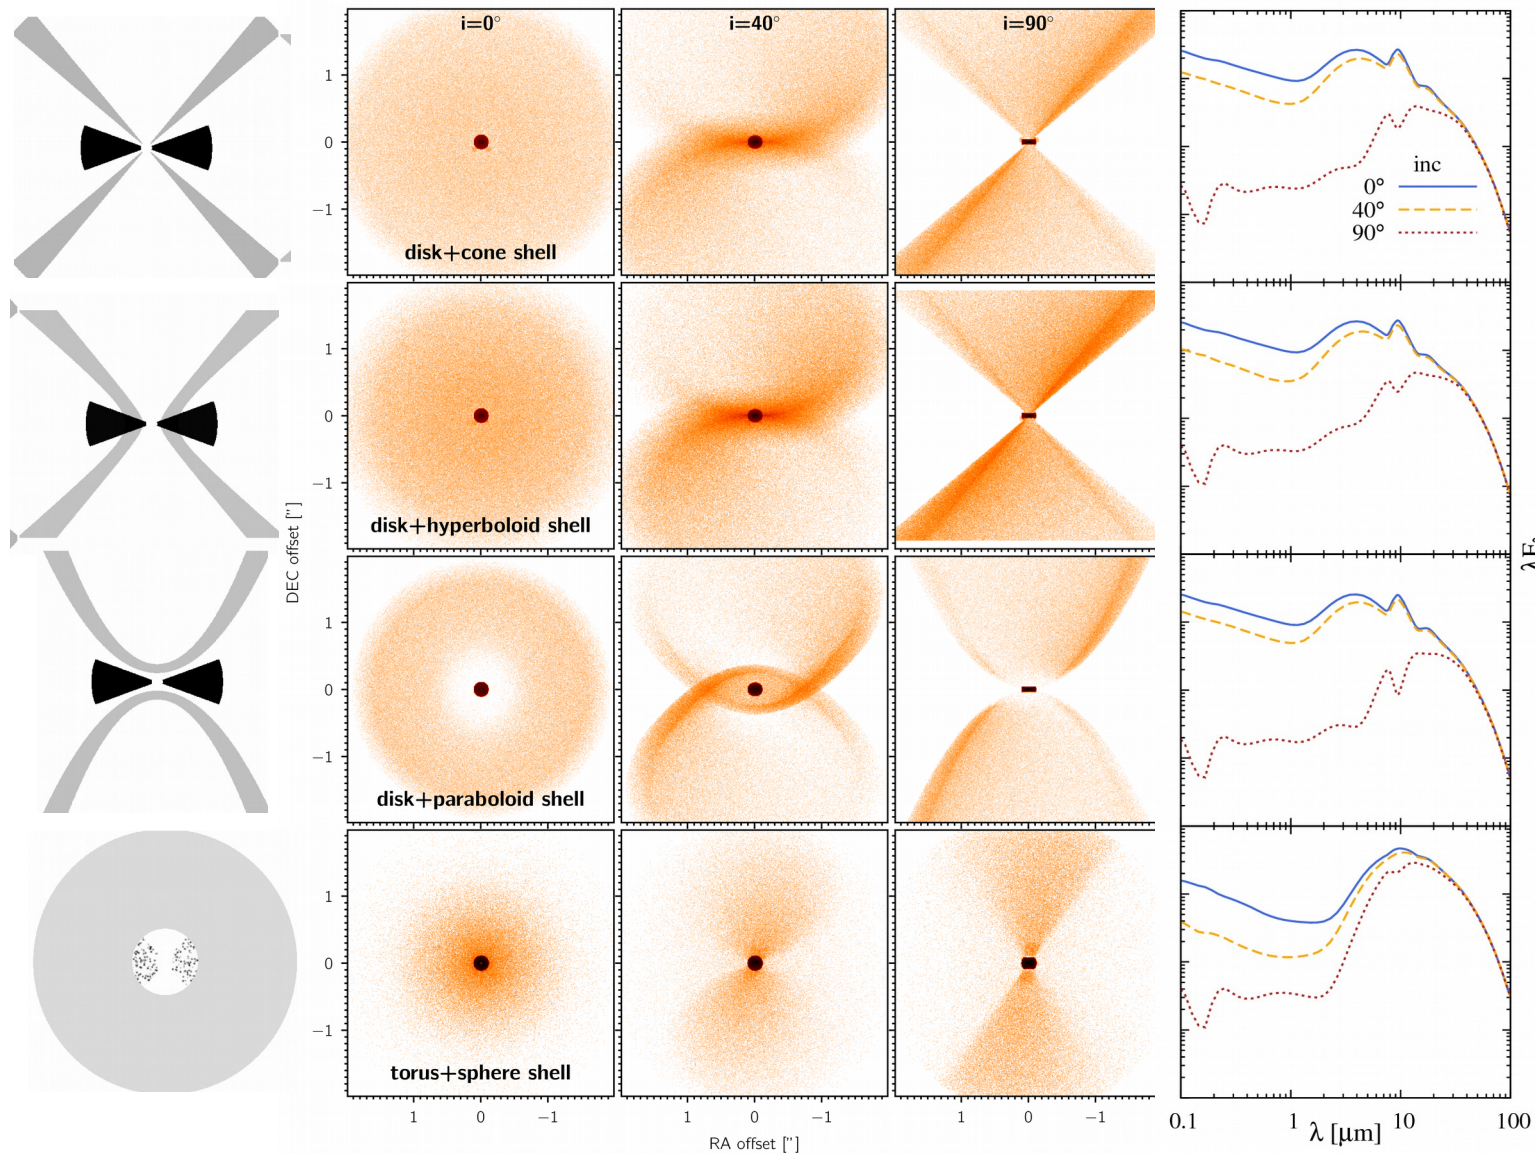 i=0°
i=40°
i=90°
1
0
−1
disk+cone shell
inc
0°
40°
90°
1
0
−1
disk+hyperboloid shell
DEC offset ["]
1
0
−1
disk+paraboloid shell
1
0
−1
torus+sphere shell
1 0 −1
1 0 −1
1 0 −1
RA offset ["]
0.1 1 10 100
λ [µm]